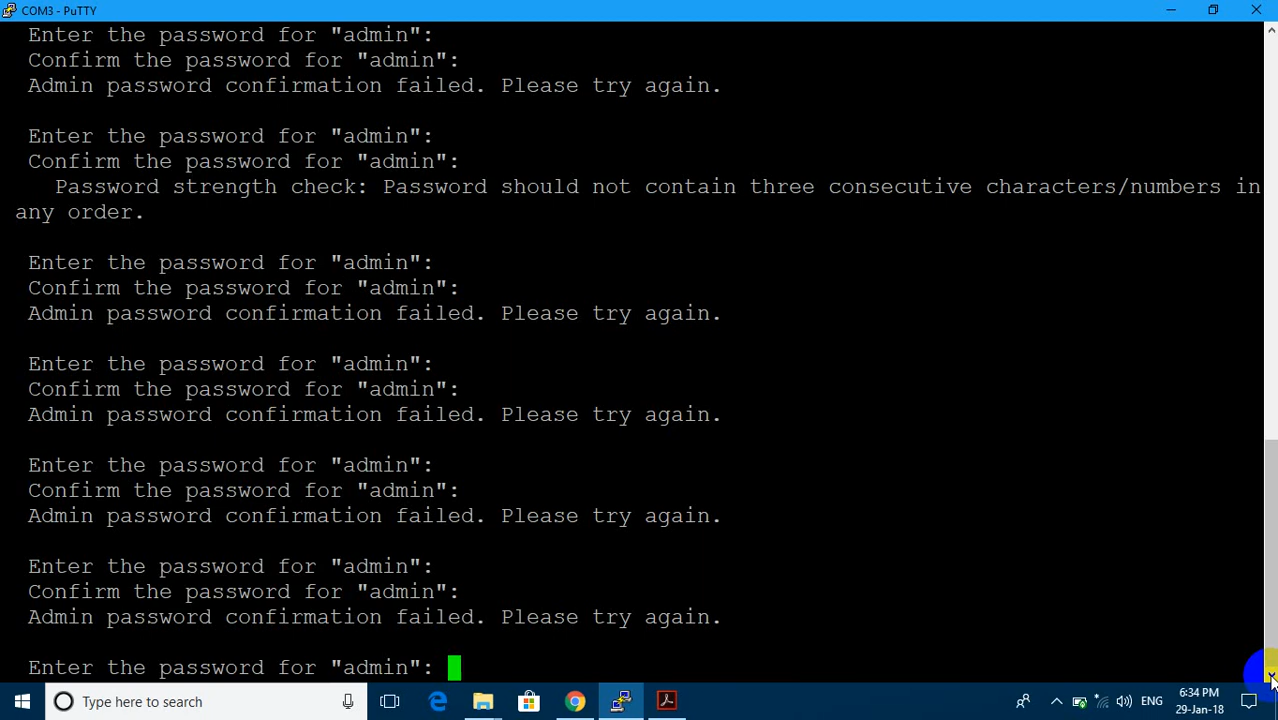 COM3 - PuTTY
Enter the password for "admin":
Confirm the password for "admin":
Admin password confirmation failed. Please try again.
Enter the password for "admin":
Confirm the password for "admin":
Password strength check: Password should not contain three consecutive characters/numbers in
any order.
Enter the password for "admin":
Confirm the password for "admin":
Admin password confirmation failed. Please try again.
Enter the password for "admin":
Confirm the password for "admin":
Admin password confirmation failed. Please try again.
Enter the password for "admin":
Confirm the password for "admin":
Admin password confirmation failed. Please try again.
Enter the password for "admin":
Confirm the password for "admin":
Admin password confirmation failed. Please try again.
Enter the password for "admin":
Type here to search
ENG
6:34 PM
29-Jan-18